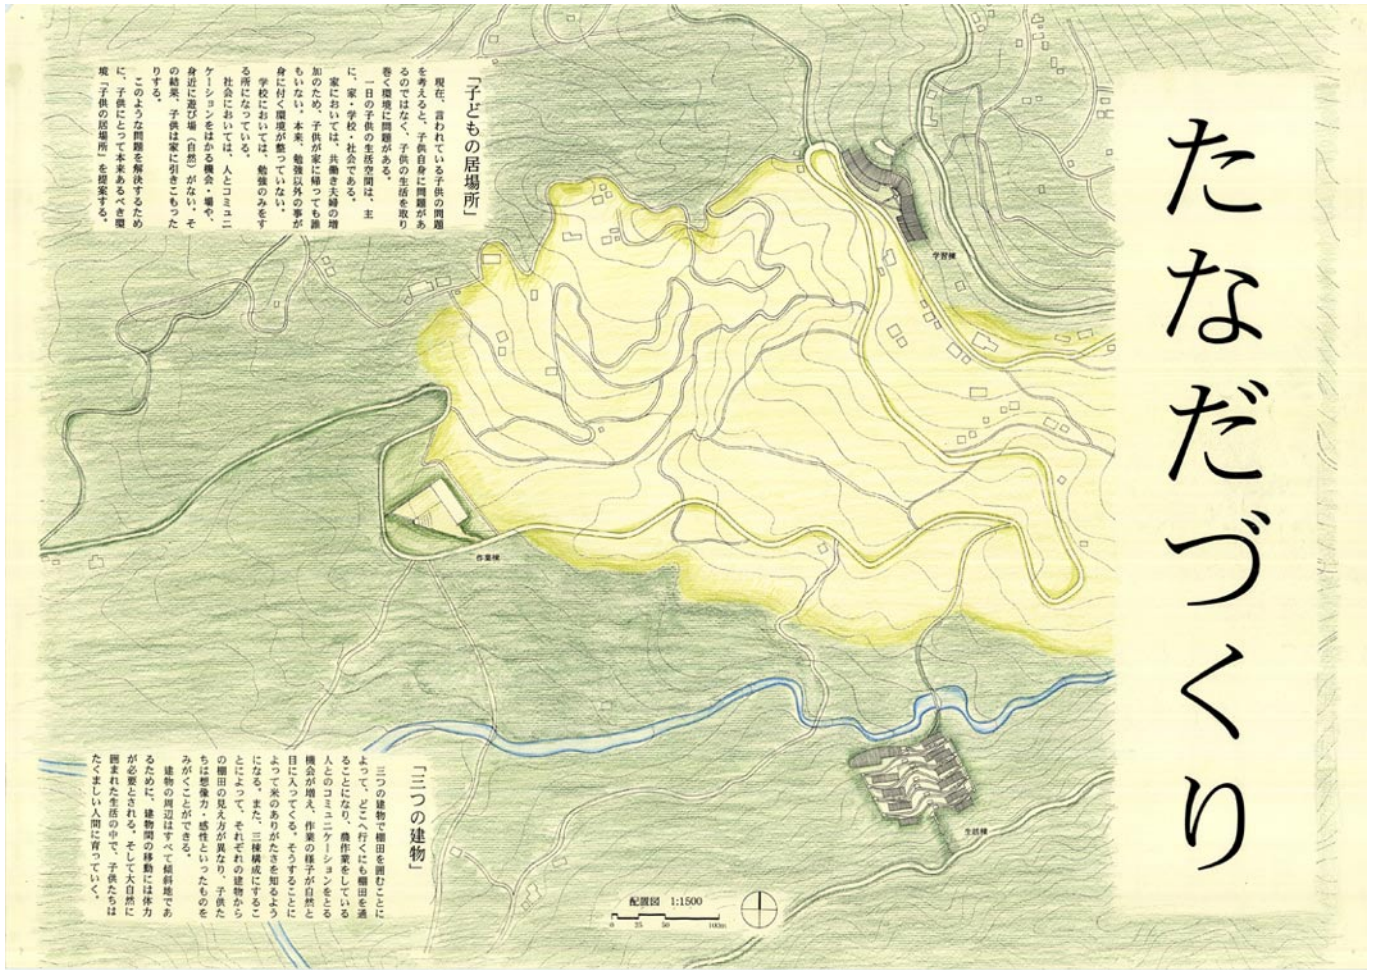 たなだづくり
「子どもの居場所」
現在、言われている子供の問題
を考えると、子供自身に問題があ
るのではなく、子供の生活を取り
巻く環境に問題がある。
一日の子供の生活空間は、主
に、家・学校・社会である。
家においては、共働き夫婦の増
加のため、子供が家に帰っても誰
もいない。本来、勉強以外の事が
身に付く環境が整っていない。
学校においては、勉強のみをす
る所になっている。
社会においては、人とコミュニ
ケーションをはかる機会・場や、
身近に遊び場（自然）がない。そ
の結果、子供は家に引きこもった
りする。
このような問題を解決するため
に、子供にとって本来あるべき環
境「子供の居場所」を提案する。
学習棟
作業棟
「三つの建物」
三つの建物で棚田を囲むことに
よって、どこへ行くにも棚田を通
ることになり、農作業をしている
人とのコミュニケーションをとる
機会が増え、作業の様子が自然と
目に入ってくる。そうすることに
よって米のありがたさを知るよう
になる。また、三棟構成にするこ
とによって、それぞれの建物から
の棚田の見え方が異なり、子供た
ちは想像力・感性といったものを
みがくことができる。
建物の周辺はすべて傾斜地であ
るために、建物間の移動には体力
が必要とされる。そして大自然に
囲まれた生活の中で、子供たちは
たくましい人間に育っていく。
生活棟
配置図 1:1500
0 25 50 100m